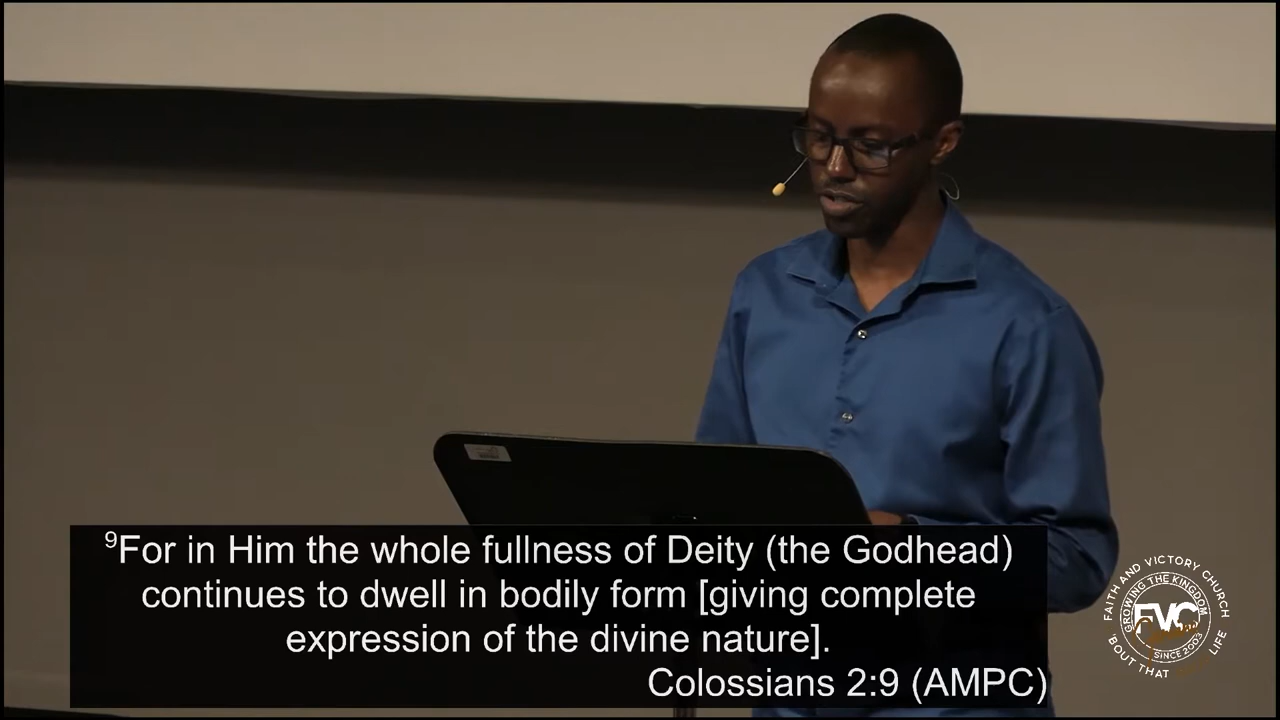 ⁹For in Him the whole fullness of Deity (the Godhead)
continues to dwell in bodily form [giving complete
expression of the divine nature].
Colossians 2:9 (AMPC)
FAITH AND VICTORY CHURCH
GROWING THE KINGDOM
FVC
SINCE 2003
'BOUT THAT
LIFE